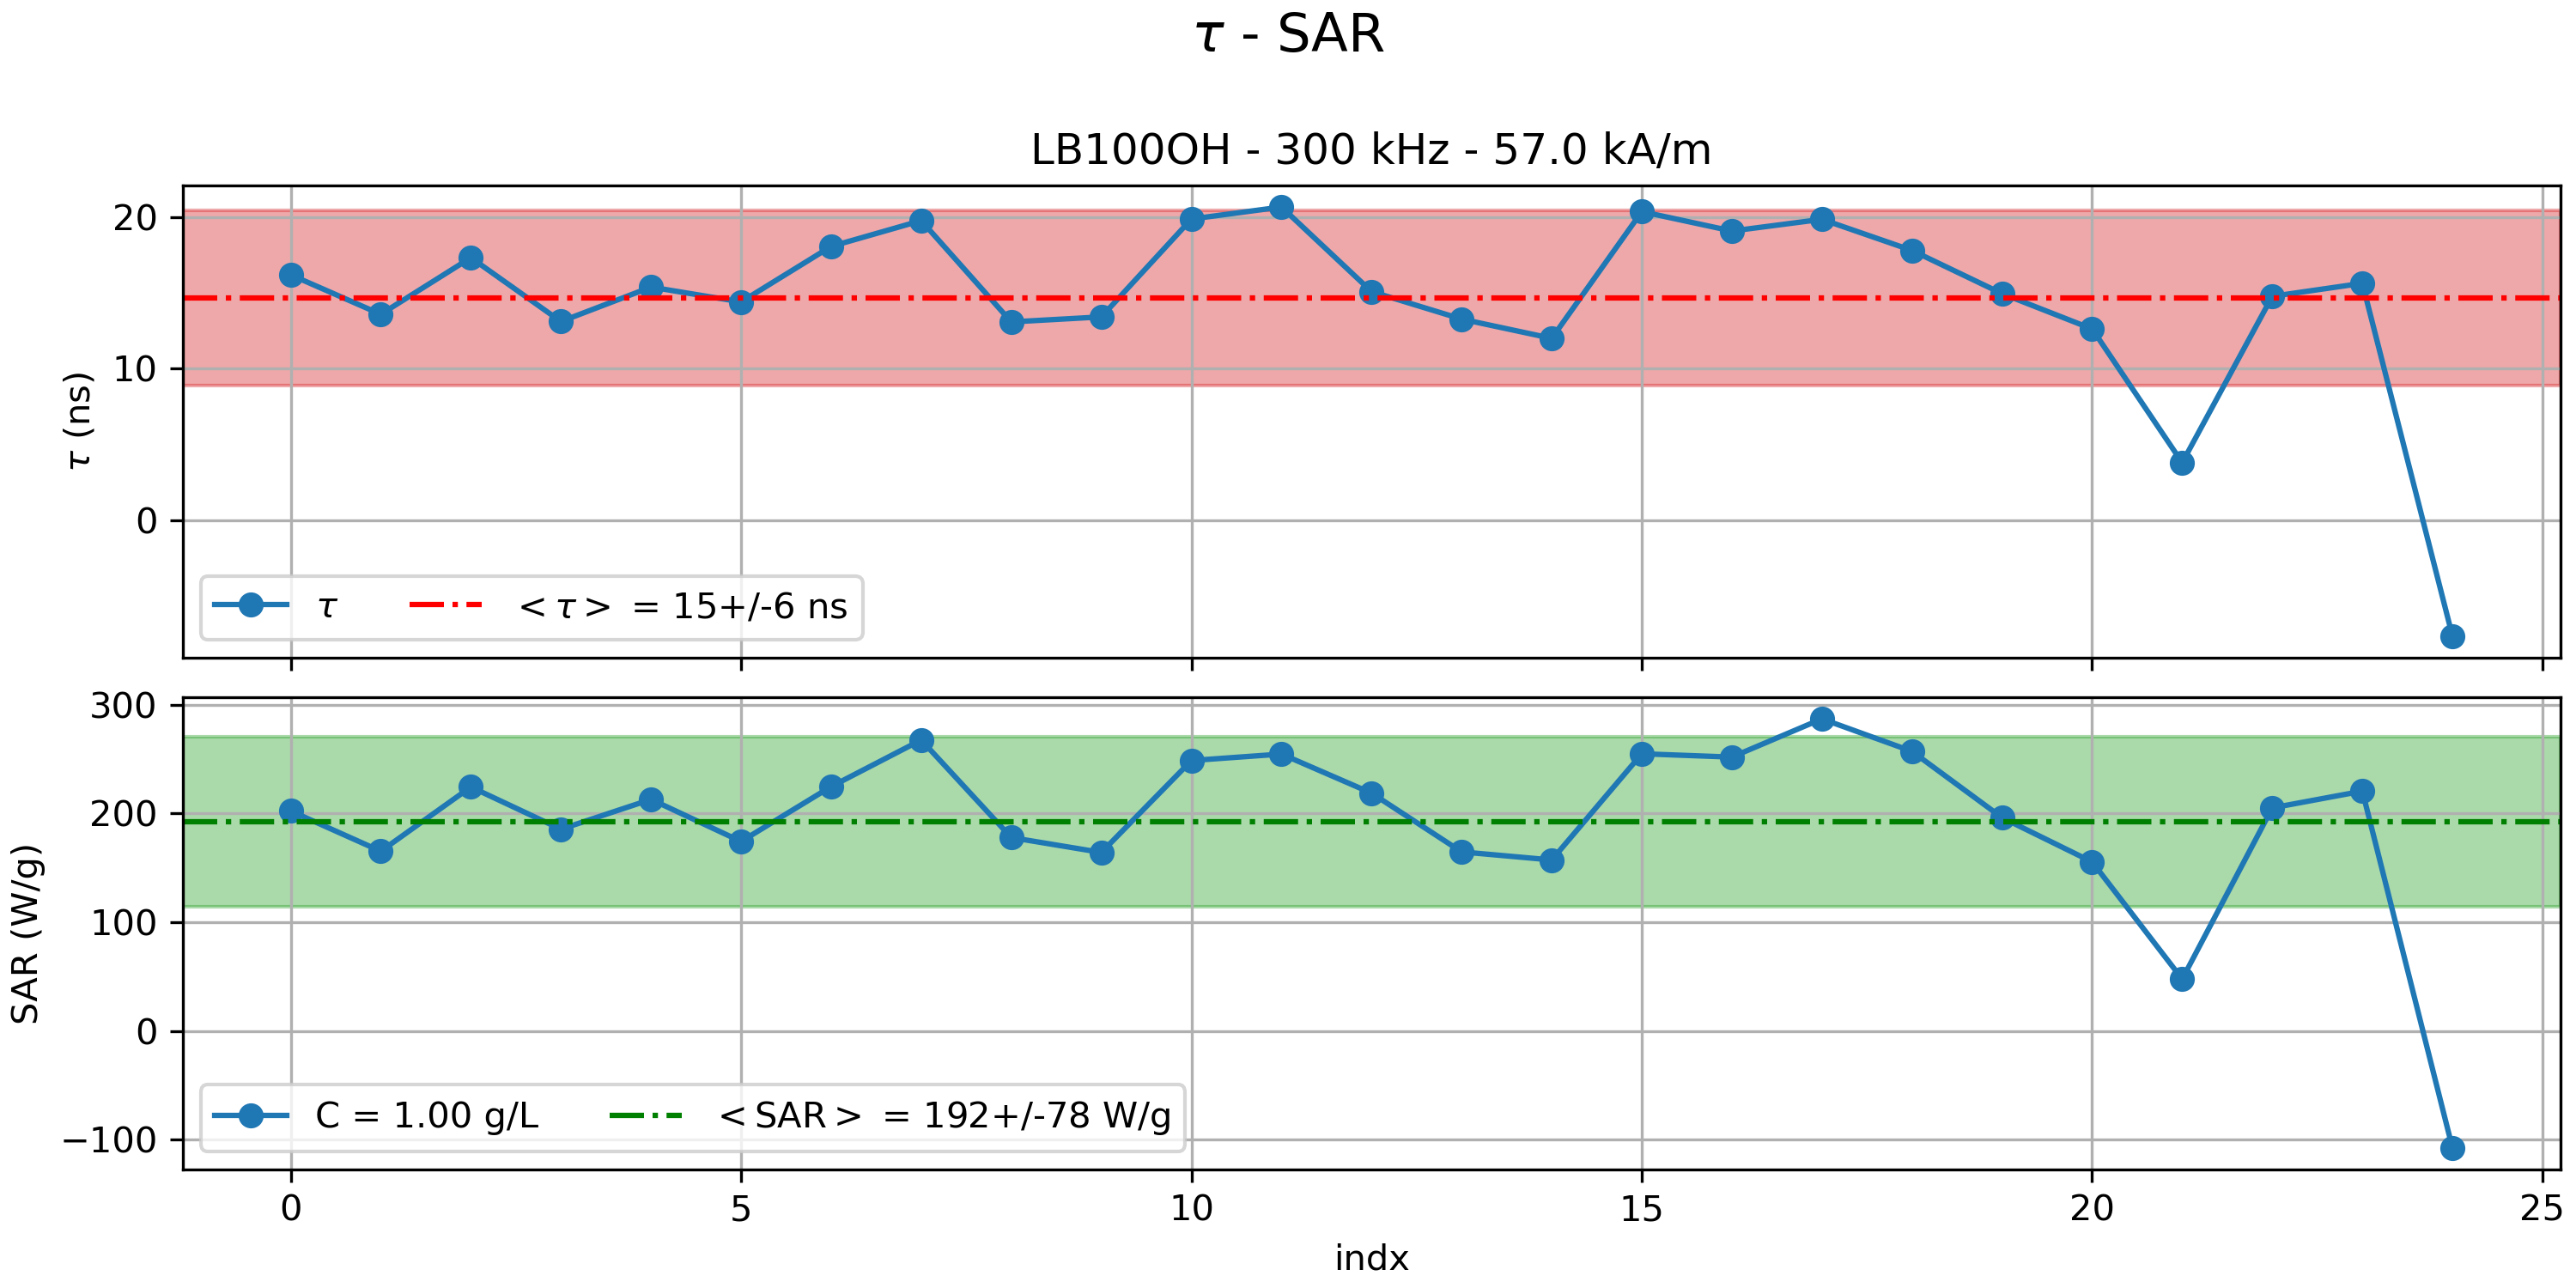 τ - SAR
LB100OH - 300 kHz - 57.0 kA/m
20
10
0
τ (ns)
τ < τ > = 15+/-6 ns
300
200
100
0
−100
SAR (W/g)
C = 1.00 g/L < SAR > = 192+/-78 W/g
0 5 10 15 20 25
indx